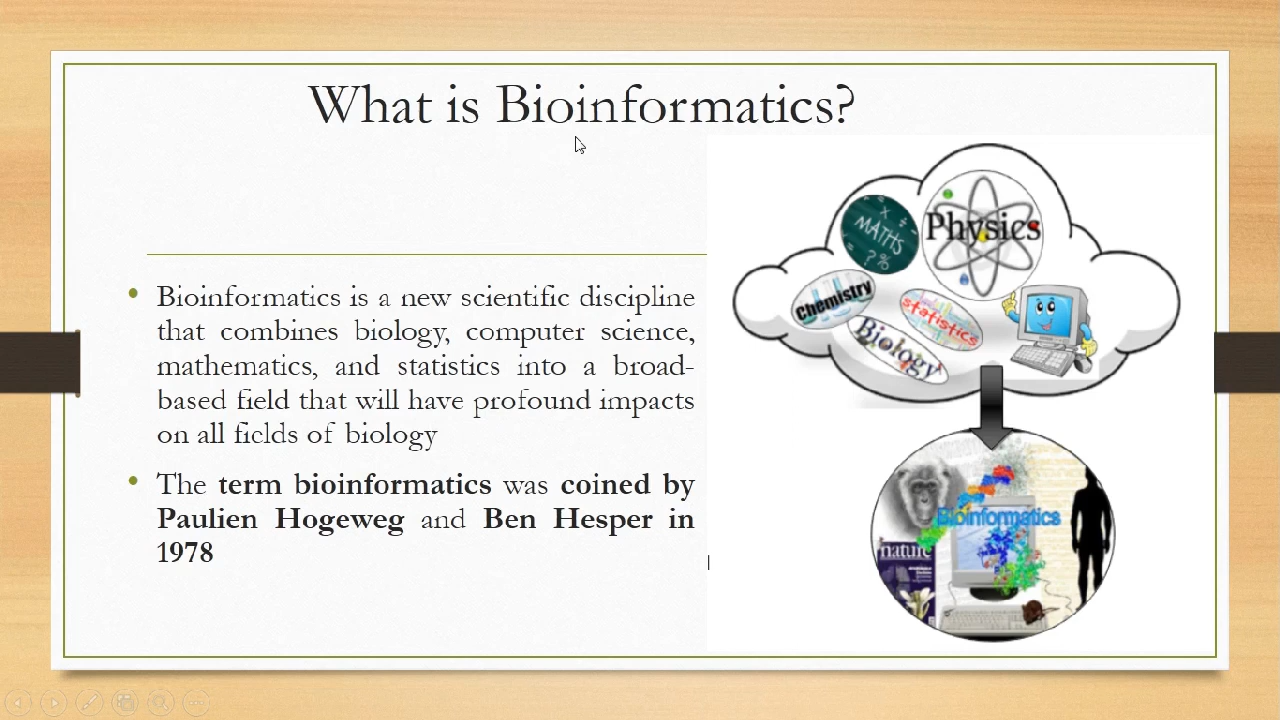 What is Bioinformatics?
Bioinformatics is a new scientific discipline
that combines biology, computer science,
mathematics, and statistics into a broad-
based field that will have profound impacts
on all fields of biology
The term bioinformatics was coined by
Paulien Hogeweg and Ben Hesper in
1978
MATHS
Physics
Chemistry
statistics
Biology
Bioinformatics
nature